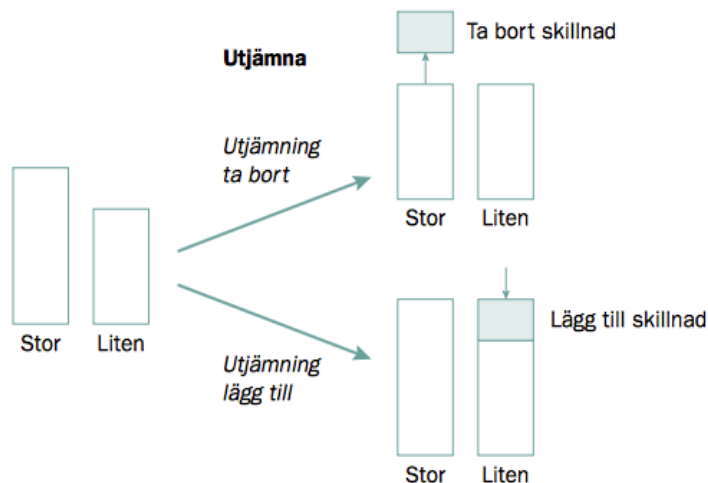 Ta bort skillnad
Utjämna
Utjämning
ta bort
Stor Liten
Stor Liten
Lägg till skillnad
Utjämning
lägg till
Stor Liten